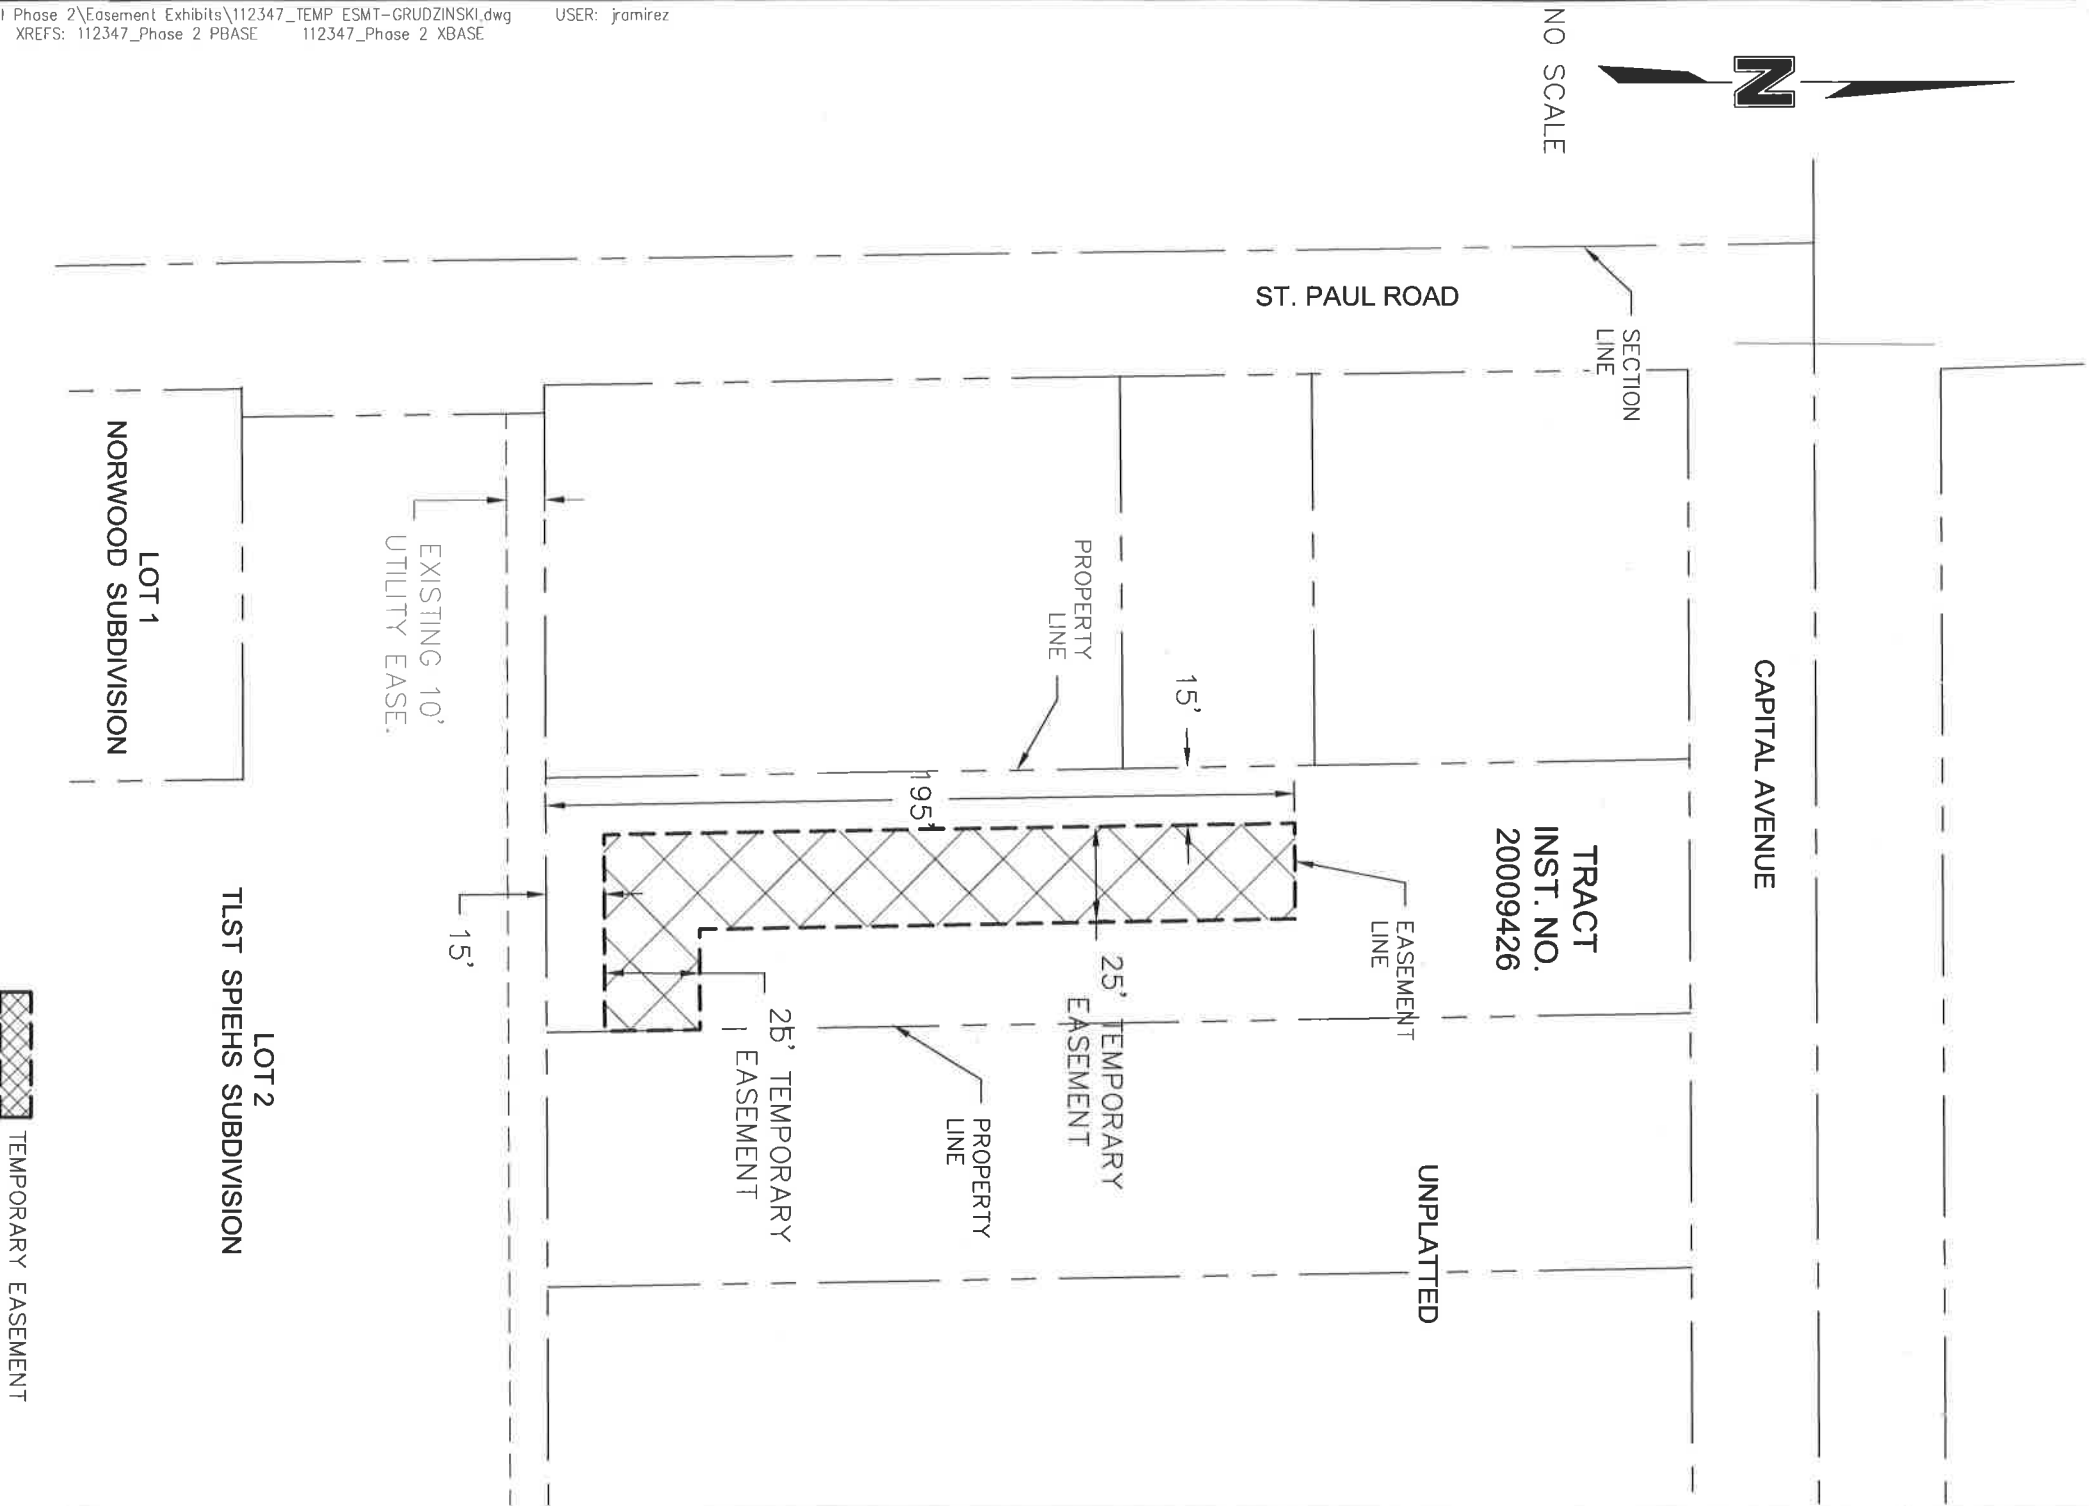 Phase 2\Easement Exhibits\112347_TEMP ESMT-GRUDZINSKI.dwg USER: jramirez
XREFS: 112347_Phase 2 PBASE 112347_Phase 2 XBASE
NO SCALE
N
ST. PAUL ROAD
SECTION
LINE
CAPITAL AVENUE
LOT 1
NORWOOD SUBDIVISION
EXISTING 10'
UTILITY EASE.
PROPERTY
LINE
15'
195'
TRACT
INST. NO.
20009426
EASEMENT
LINE
25' TEMPORARY
EASEMENT
25' TEMPORARY
EASEMENT
15'
PROPERTY
LINE
UNPLATTED
LOT 2
TLST SPIEHS SUBDIVISION
TEMPORARY EASEMENT